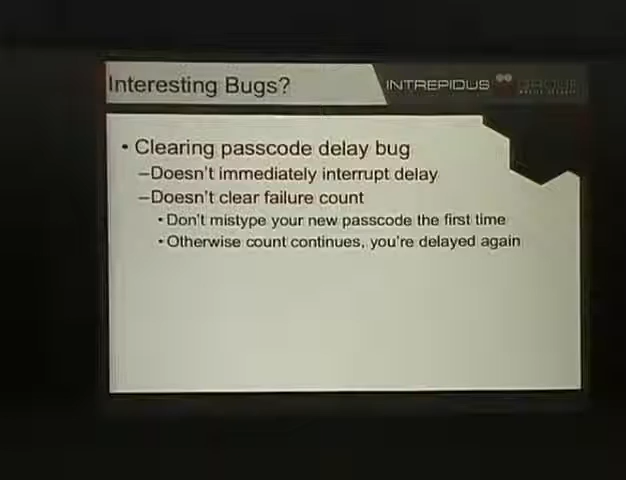 Interesting Bugs?
INTREPIDUS GROUP
• Clearing passcode delay bug
–Doesn't immediately interrupt delay
–Doesn't clear failure count
• Don't mistype your new passcode the first time
• Otherwise count continues, you're delayed again